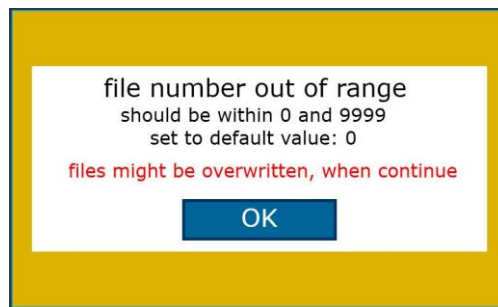 file number out of range
should be within 0 and 9999
set to default value: 0
files might be overwritten, when continue
OK